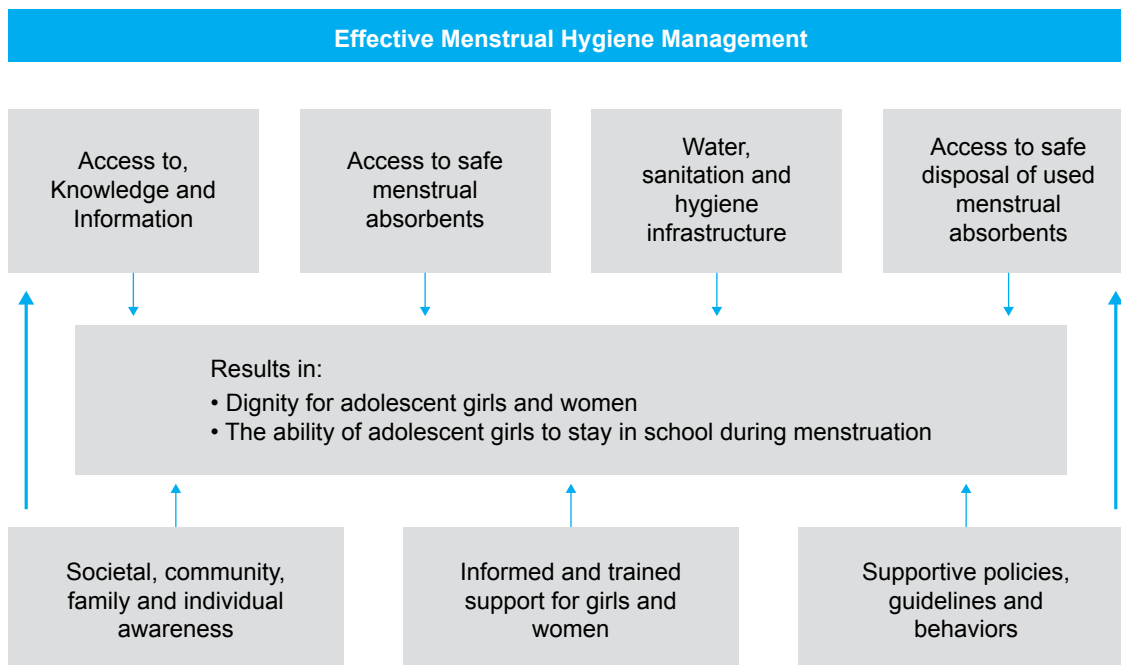 Effective Menstrual Hygiene Management
Access to,
Knowledge and
Information
Access to safe
menstrual
absorbents
Water,
sanitation and
hygiene
infrastructure
Access to safe
disposal of used
menstrual
absorbents
Results in:
• Dignity for adolescent girls and women
• The ability of adolescent girls to stay in school during menstruation
Societal, community,
family and individual
awareness
Informed and trained
support for girls and
women
Supportive policies,
guidelines and
behaviors